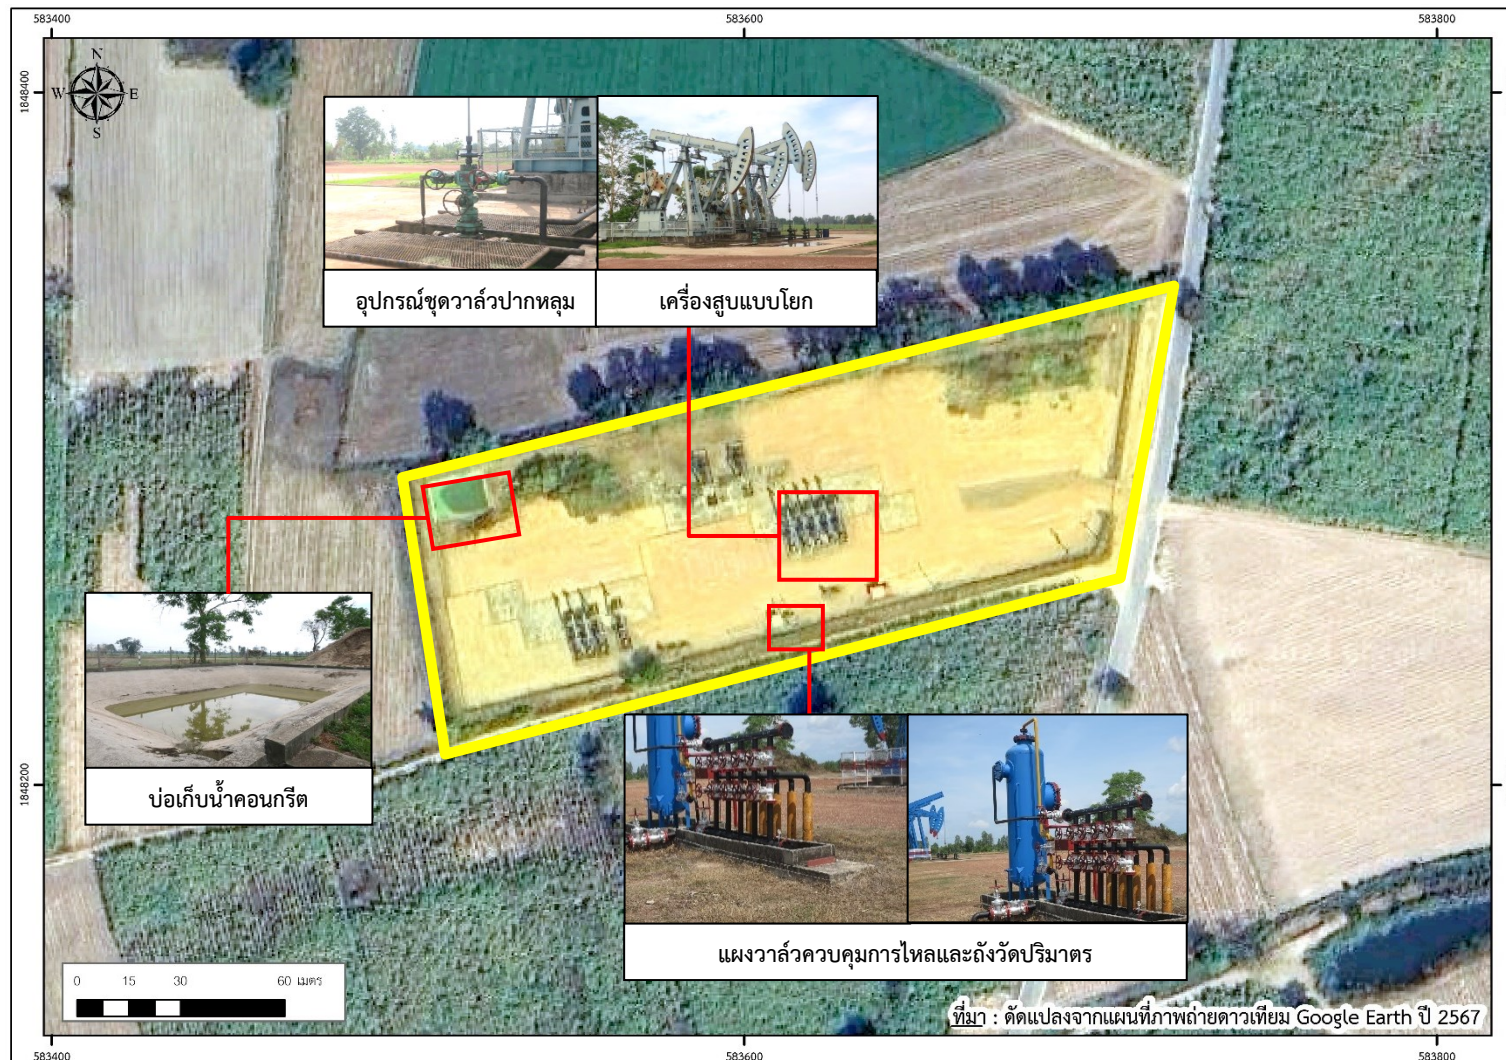 583400
583600
583800
1848400
N
W
E
S
อุปกรณ์ชุดวาล์วปากหลุม
เครื่องสูบแบบโยก
1848200
บ่อเก็บน้ำคอนกรีต
แผงวาล์วควบคุมการไหลและถังวัดปริมาตร
0 15 30 60 เมตร
ที่มา : ดัดแปลงจากแผนที่ภาพถ่ายดาวเทียม Google Earth ปี 2567
583400
583600
583800